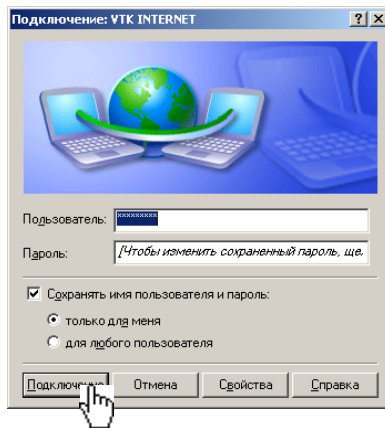 Подключение: VTK INTERNET
Пользователь: xxxxxxxxx
Пароль: [Чтобы изменить сохраненный пароль, ще.
Сохранять имя пользователя и пароль:
только для меня
для любого пользователя
Подключение Отмена Свойства Справка